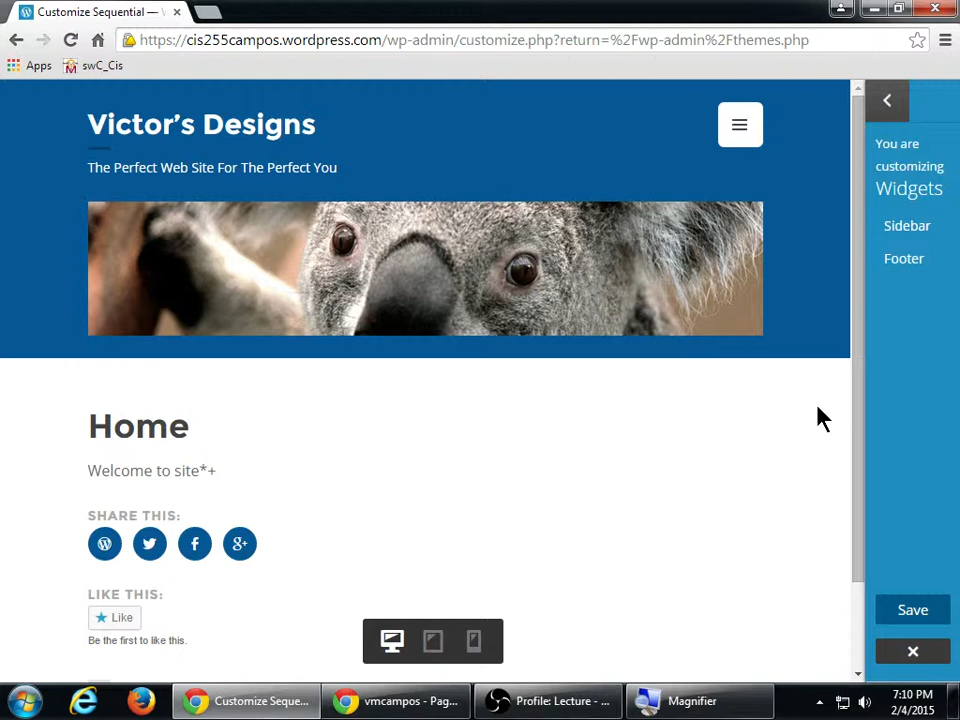 Customize Sequential — W
https://cis255campos.wordpress.com/wp-admin/customize.php?return=%2Fwp-admin%2Fthemes.php
Apps
swC_Cis
Victor's Designs
The Perfect Web Site For The Perfect You
You are
customizing
Widgets
Sidebar
Footer
Home
Welcome to site*+
SHARE THIS:
LIKE THIS:
Like
Be the first to like this.
Save
Customize Seque...
vmcampos - Pag...
Profile: Lecture - ...
Magnifier
7:10 PM
2/4/2015